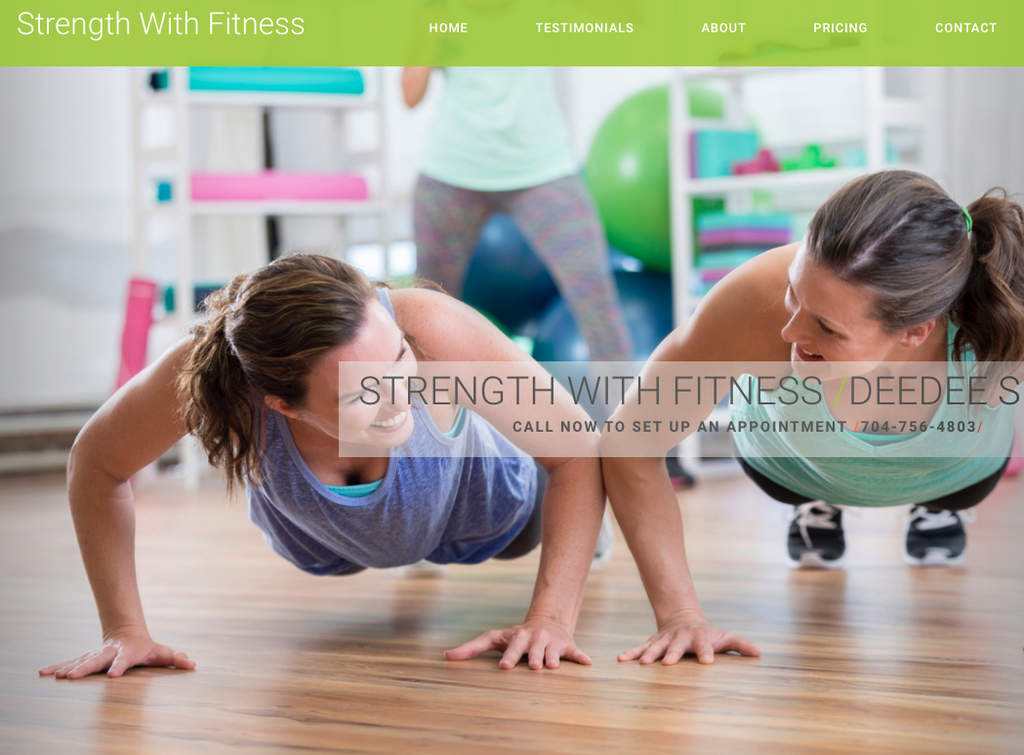 Strength With Fitness
HOME TESTIMONIALS ABOUT PRICING CONTACT
STRENGTH WITH FITNESS /DEEDEE S
CALL NOW TO SET UP AN APPOINTMENT /704-756-4803/